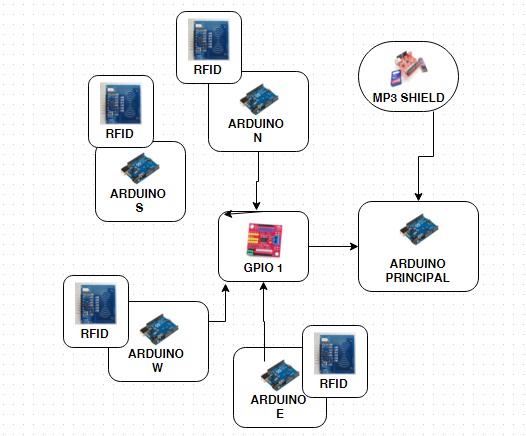 RFID
ARDUINO
N
MP3 SHIELD
RFID
ARDUINO
S
GPIO 1
ARDUINO
PRINCIPAL
RFID
ARDUINO
W
ARDUINO
E
RFID